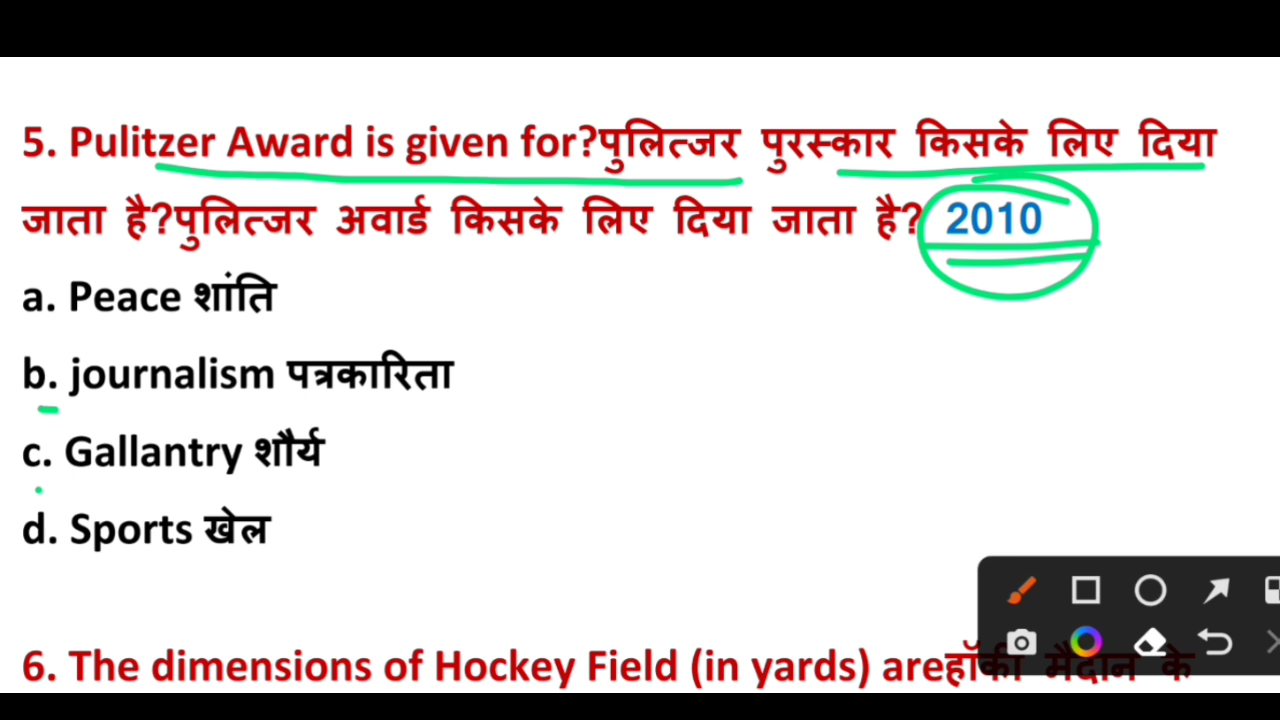 5. Pulitzer Award is given for?पुलित्जर पुरस्कार किसके लिए दिया
जाता है?पुलित्जर अवार्ड किसके लिए दिया जाता है? 2010
a. Peace शांति
b. journalism पत्रकारिता
c. Gallantry शौर्य
d. Sports खेल
6. The dimensions of Hockey Field (in yards) areहॉकी मैदान के